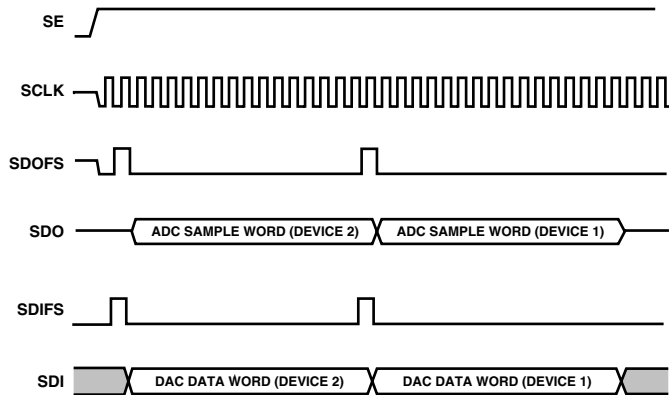 SE
SCLK
SDOFS
SDO
ADC SAMPLE WORD (DEVICE 2) ADC SAMPLE WORD (DEVICE 1)
SDIFS
SDI
DAC DATA WORD (DEVICE 2) DAC DATA WORD (DEVICE 1)